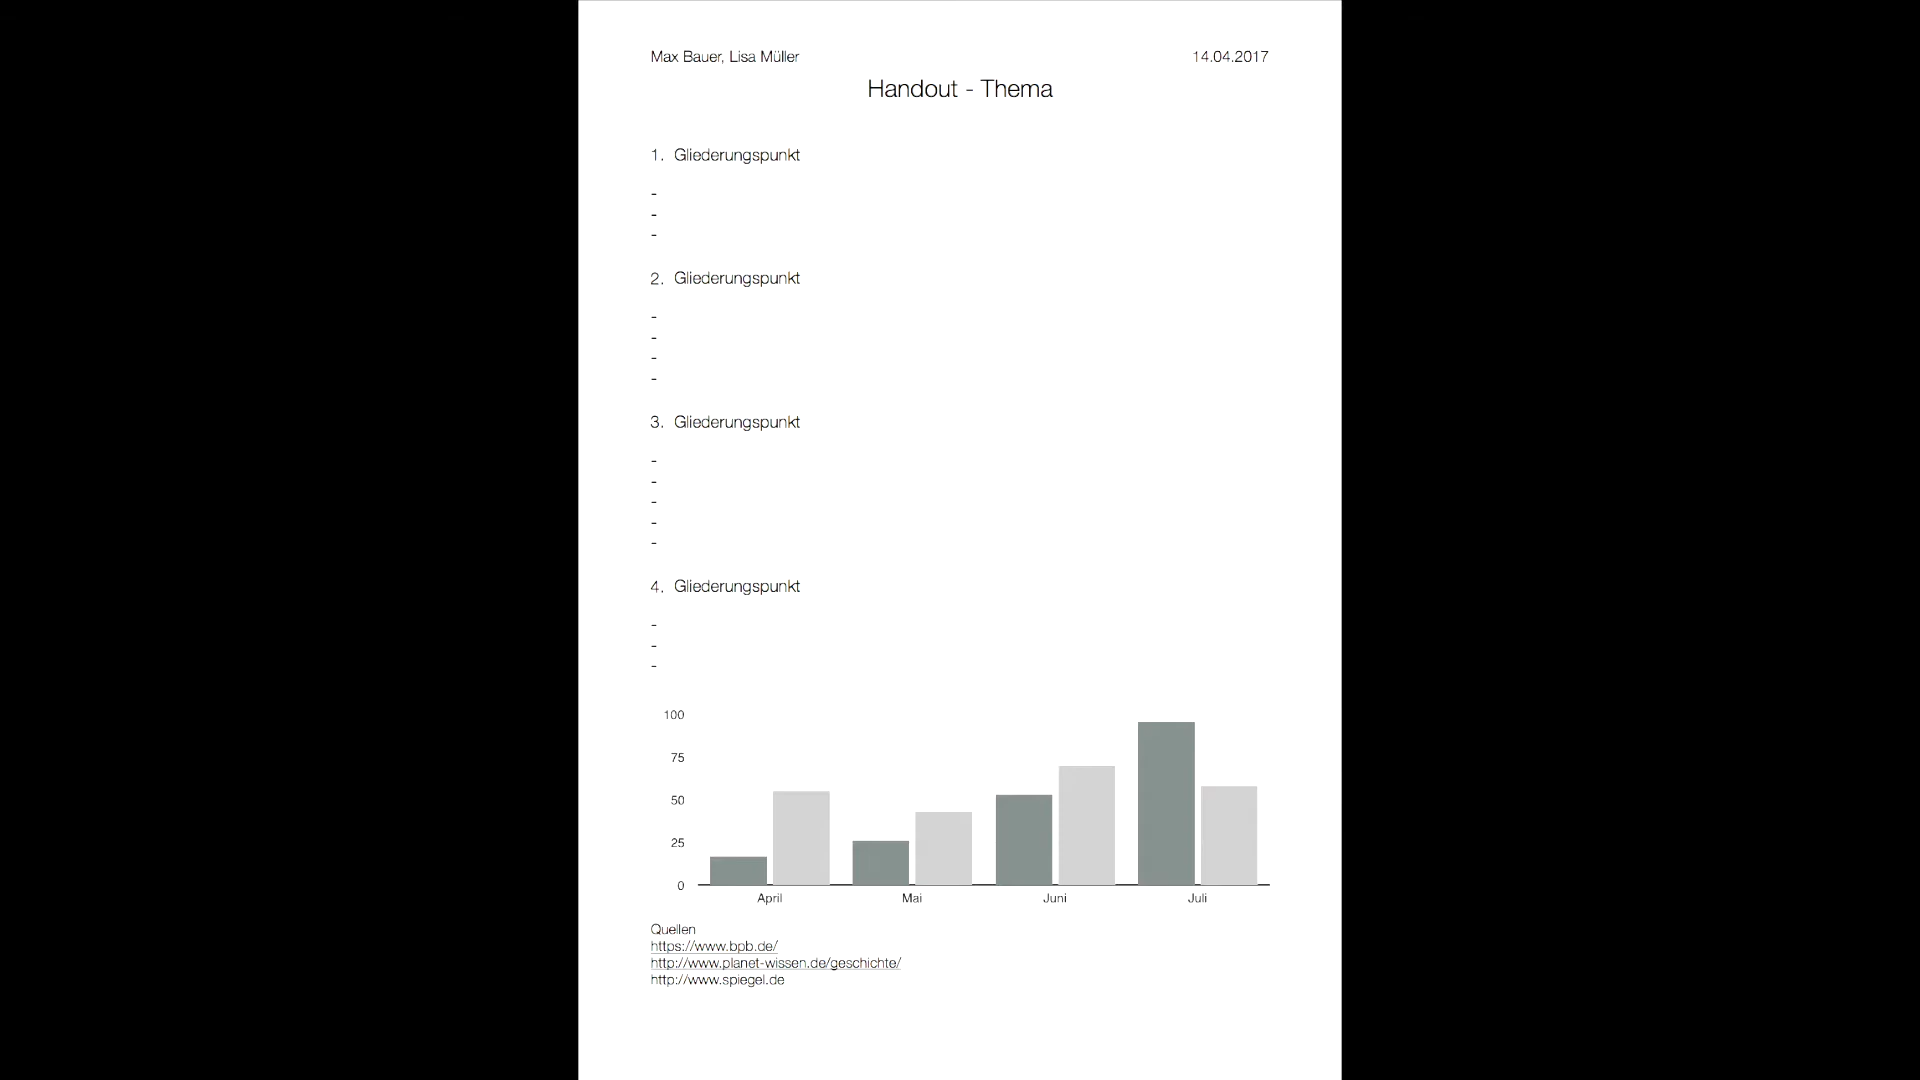 Max Bauer, Lisa Müller 14.04.2017
Handout - Thema
1. Gliederungspunkt
-
-
-
2. Gliederungspunkt
-
-
-
-
3. Gliederungspunkt
-
-
-
-
-
4. Gliederungspunkt
-
-
-
100
75
50
25
0
April Mai Juni Juli
Quellen
https://www.bpb.de/
http://www.planet-wissen.de/geschichte/
http://www.spiegel.de